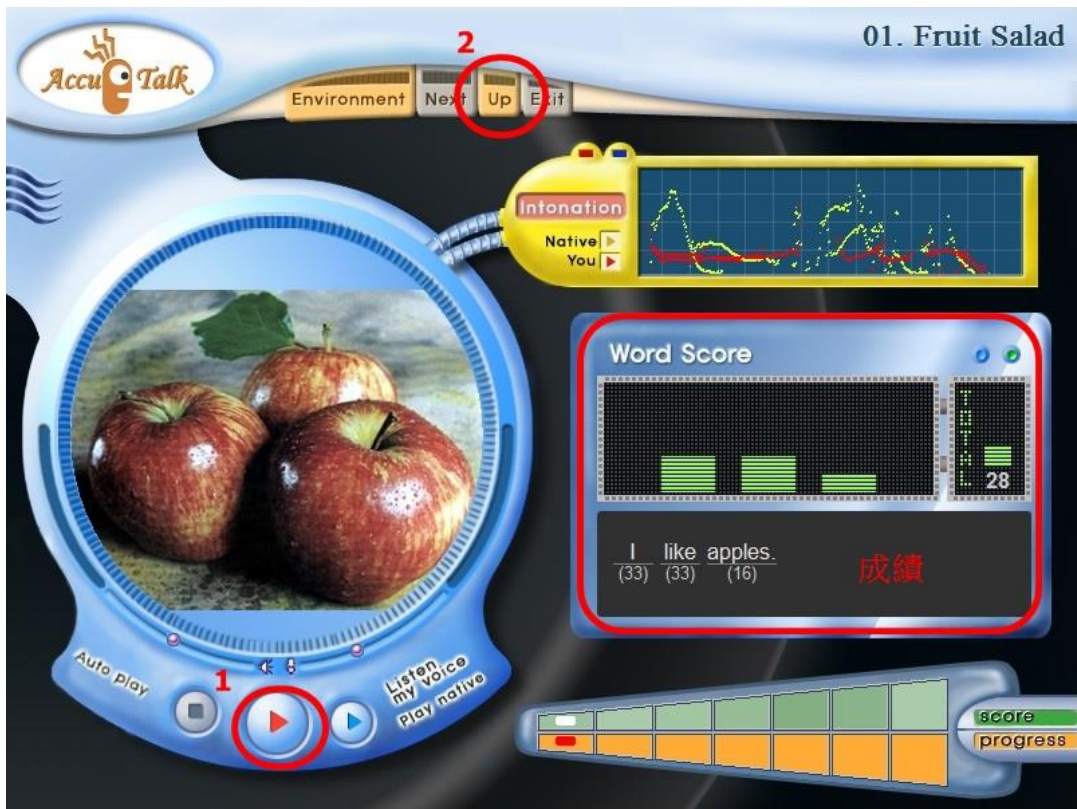 Accu Talk
2
01. Fruit Salad
Environment
Next
Up
Exit
Intonation
Native
You
Word Score
TOTAL
28
I like apples.
(33) (33) (16)
成績
Auto play
1
Listen my voice
Play native
score
progress